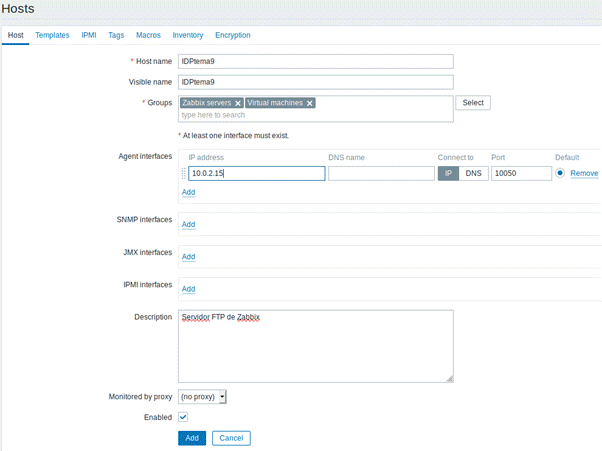 Hosts
Host Templates IPMI Tags Macros Inventory Encryption
* Host name IDPtema9
Visible name IDPtema9
* Groups Zabbix servers Virtual machines Select
type here to search
* At least one interface must exist.
Agent interfaces IP address DNS name Connect to Port Default
10.0.2.15 IP DNS 10050 Remove
Add
SNMP interfaces Add
JMX interfaces Add
IPMI interfaces Add
Description Servidor FTP de Zabbix
Monitored by proxy (no proxy)
Enabled
Add Cancel